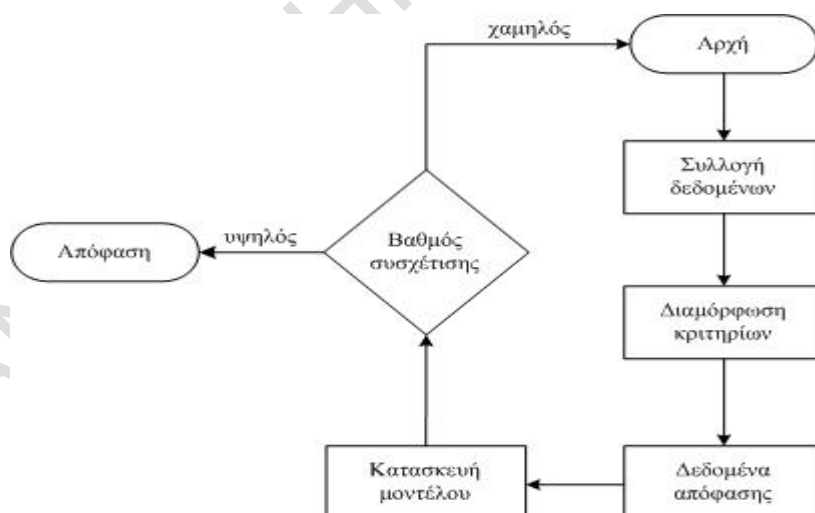 χαμηλός
Αρχή
Συλλογή
δεδομένων
Βαθμός
συσχέτισης
υψηλός
Απόφαση
Διαμόρφωση
κριτηρίων
Κατασκευή
μοντέλου
Δεδομένα
απόφασης